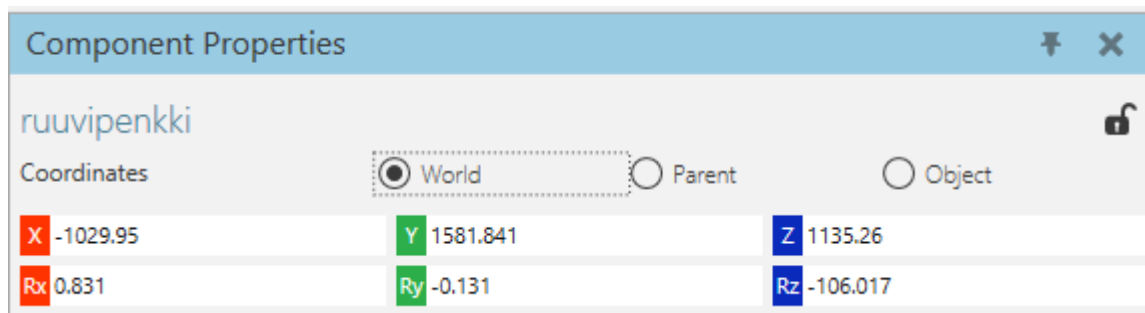 Component Properties
ruuvipenkki
Coordinates World Parent Object
X -1029.95 Y 1581.841 Z 1135.26
Rx 0.831 Ry -0.131 Rz -106.017